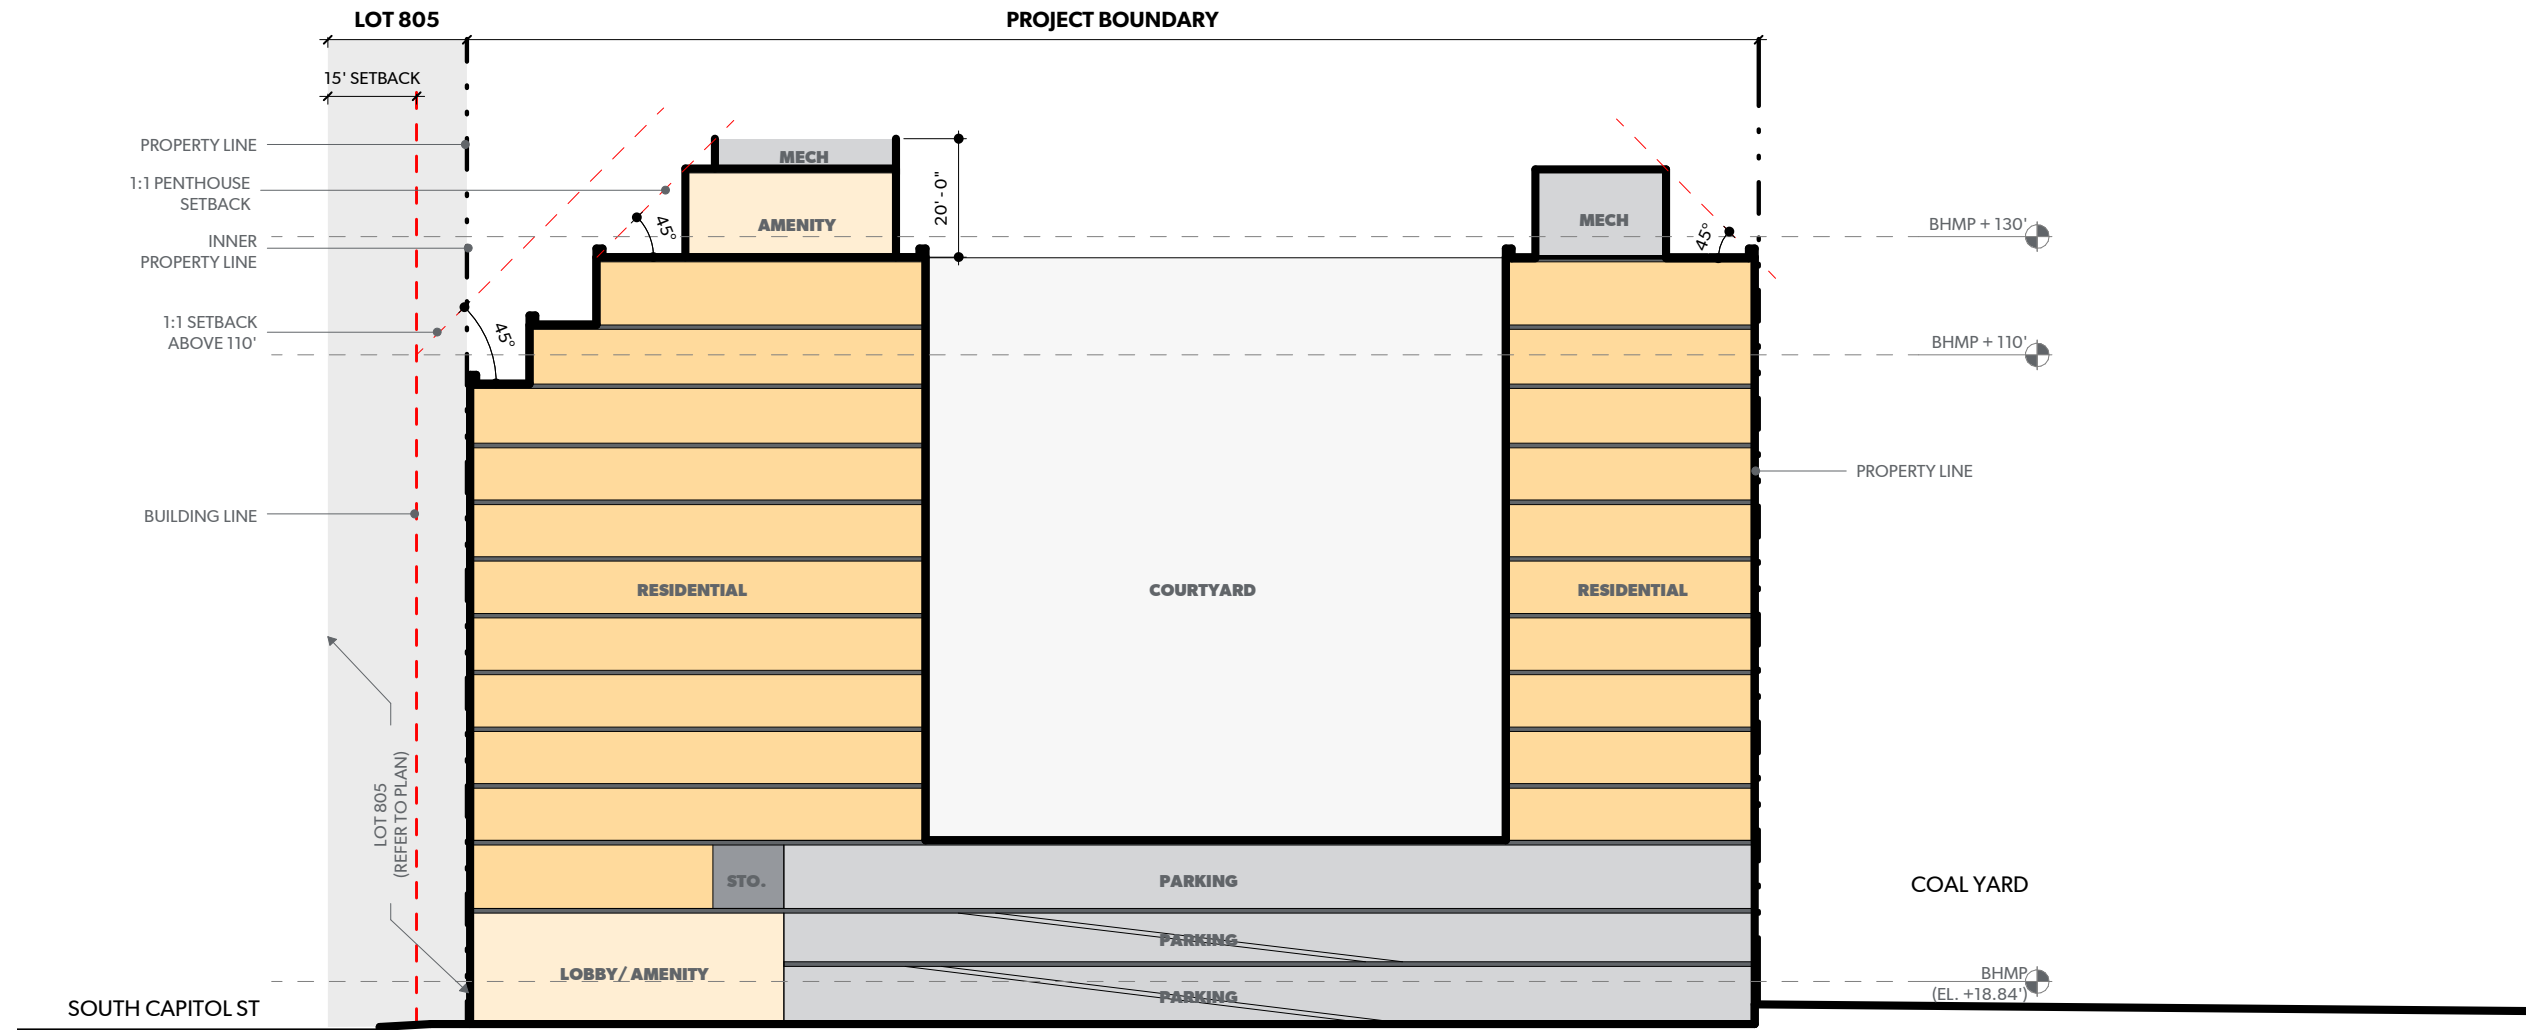 LOT 805
PROJECT BOUNDARY
15' SETBACK
PROPERTY LINE
MECH
1:1 PENTHOUSE
SETBACK
20' - 0"
AMENITY
45°
MECH
45°
BHMP + 130'
INNER
PROPERTY LINE
1:1 SETBACK
ABOVE 110'
45°
BHMP + 110'
PROPERTY LINE
BUILDING LINE
RESIDENTIAL
COURTYARD
RESIDENTIAL
LOT 805
(REFER TO PLAN)
STO.
PARKING
COAL YARD
PARKING
LOBBY/ AMENITY
BHMP
(EL. +18.84')
PARKING
SOUTH CAPITOL ST